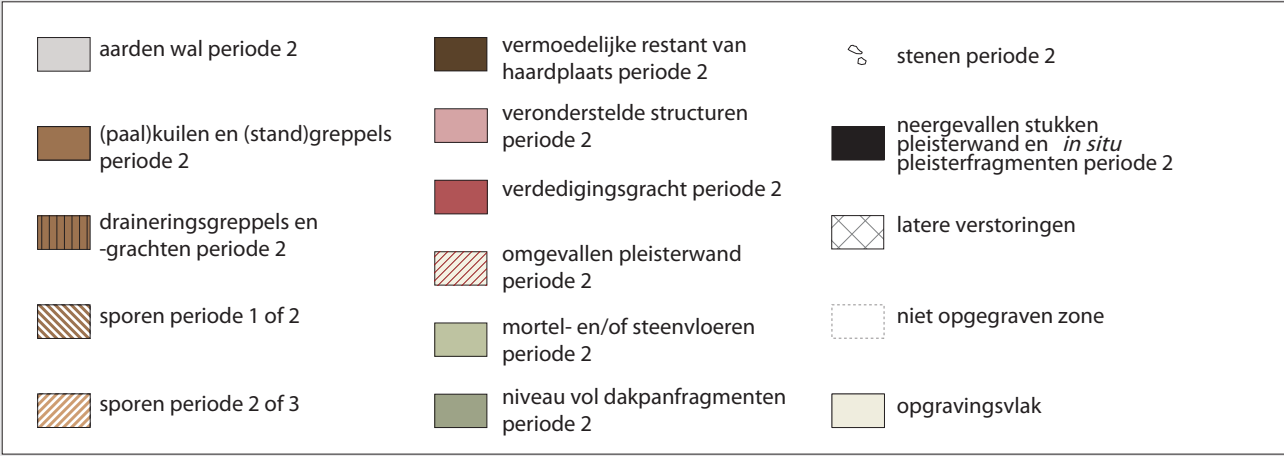 aarden wal periode 2
(paal)kuilen en (stand)greppels
periode 2
draineringsgreppels en
-grachten periode 2
sporen periode 1 of 2
sporen periode 2 of 3
vermoedelijke restant van
haardplaats periode 2
veronderstelde structuren
periode 2
verdedigingsgracht periode 2
omgevallen pleisterwand
periode 2
mortel- en/of steenvloeren
periode 2
niveau vol dakpanfragmenten
periode 2
stenen periode 2
neergevallen stukken
pleisterwand en in situ
pleisterfragmenten periode 2
latere verstoringen
niet opgegraven zone
opgravingsvlak